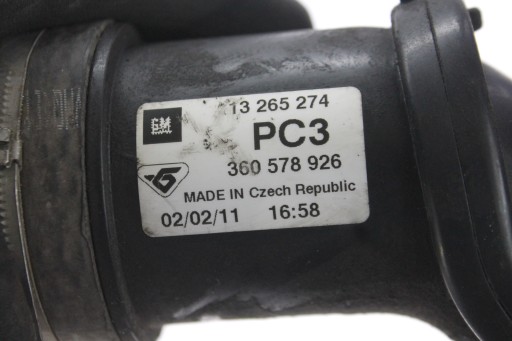 GM 13 265 274
PC3
360 578 926
MADE IN Czech Republic
02/02/11 16:58